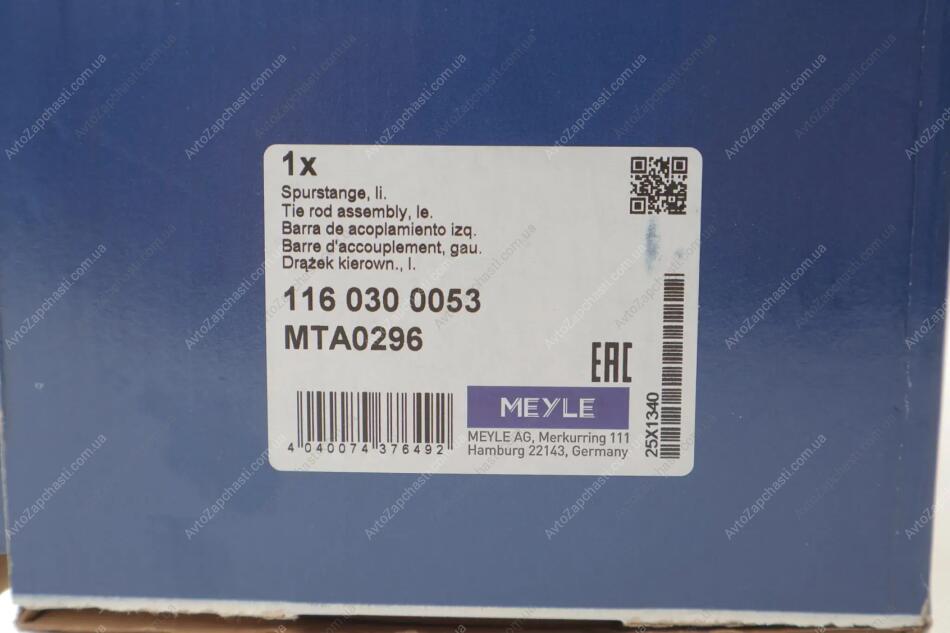 1x
Spurstange, li.
Tie rod assembly, le.
Barra de acoplamiento izq.
Barre d'accouplement, gau.
Drążek kierown., l.
116 030 0053
MTA0296
EAC
MEYLE
MEYLE AG, Merkurring 111
Hamburg 22143, Germany
4 040074 376492
25X1340
AvtoZapchasti.com.ua